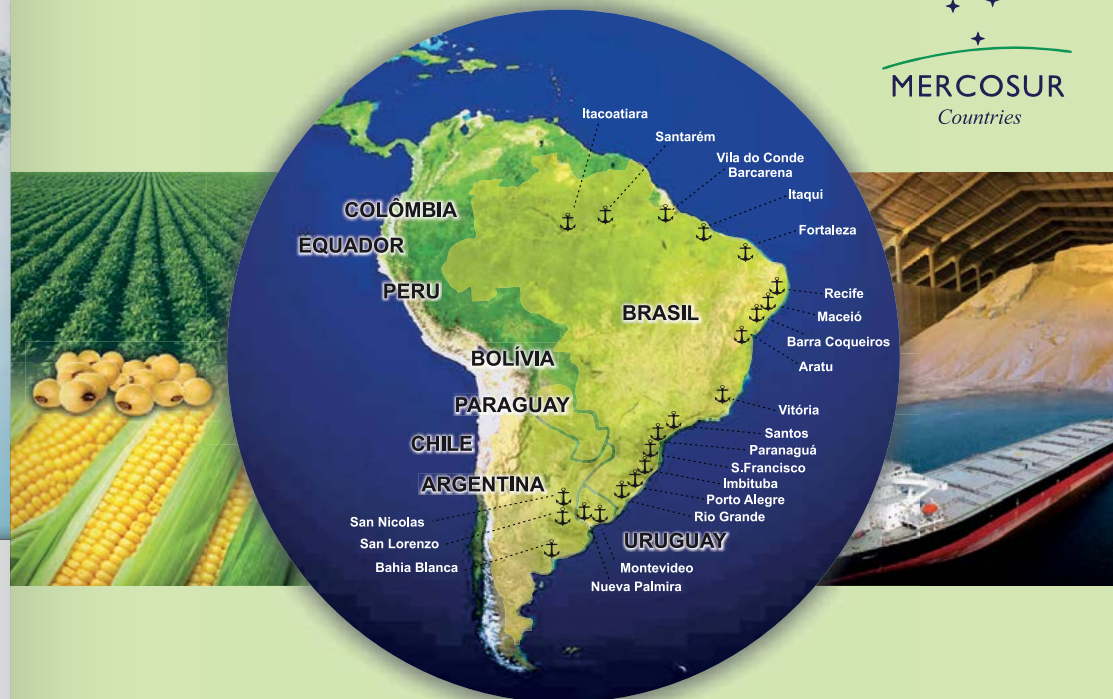 MERCOSUR
Countries
Itacoatiara
Santarém
Vila do Conde
Barcarena
Itaqui
COLÔMBIA
Fortaleza
EQUADOR
PERU
Recife
BRASIL
Maceió
Barra Coqueiros
BOLÍVIA
Aratu
PARAGUAY
Vitória
Santos
CHILE
Paranaguá
S.Francisco
ARGENTINA
Imbituba
Porto Alegre
Rio Grande
San Nicolas
San Lorenzo
URUGUAY
Bahia Blanca
Montevideo
Nueva Palmira